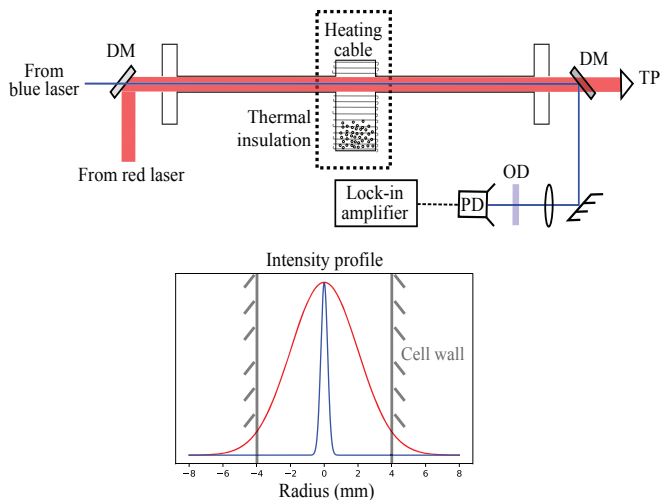 Heating
cable
DM
DM
From
blue laser
TP
Thermal
insulation
OD
From red laser
Lock-in
amplifier
PD
Intensity profile
Cell wall
−8 −6 −4 −2 0 2 4 6 8
Radius (mm)